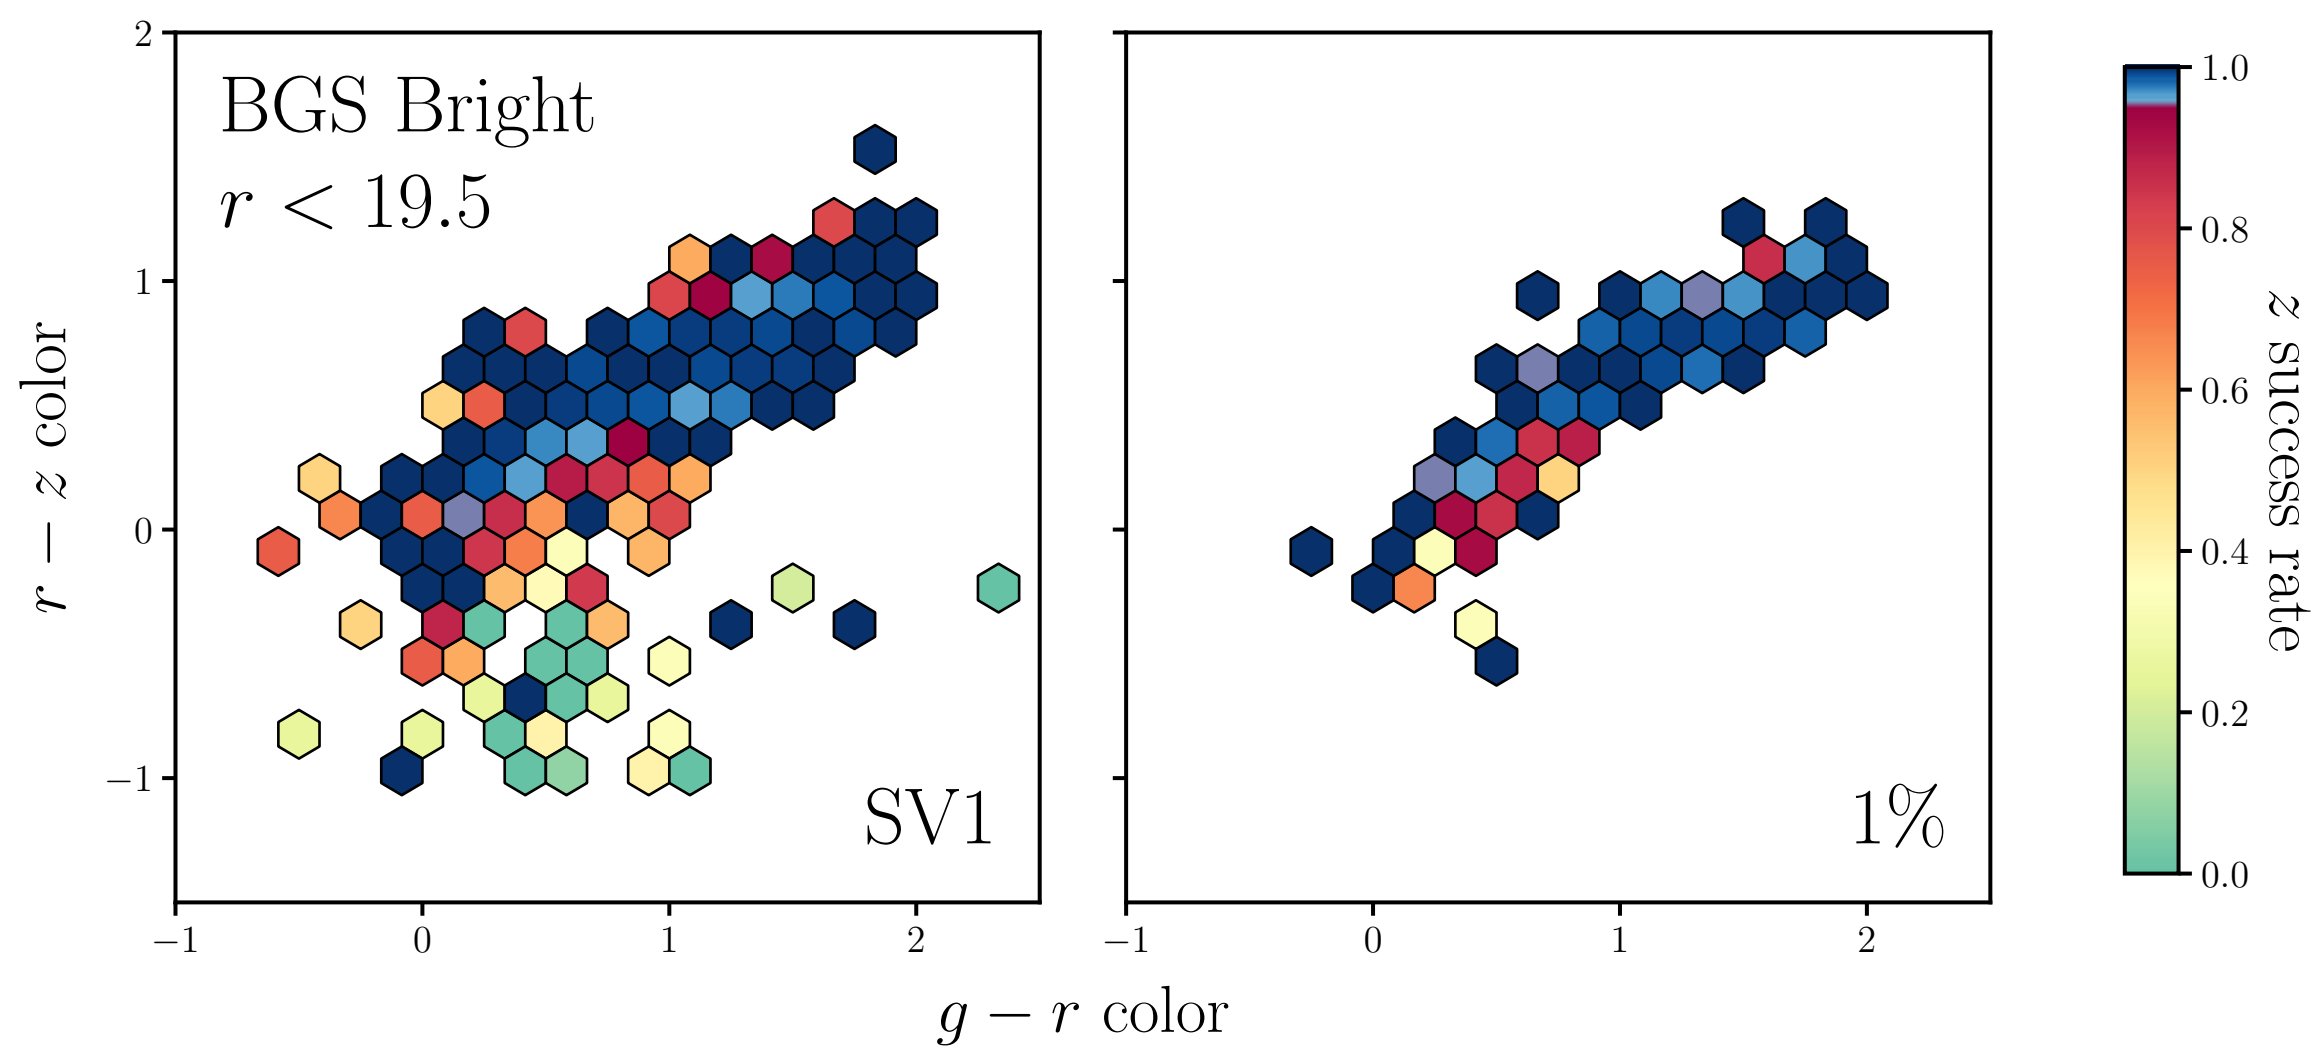 BGS Bright
r < 19.5
SV1
1%
2
1
0
−1
r − z color
−1 0 1 2
−1 0 1 2
g − r color
1.0
0.8
0.6
0.4
0.2
0.0
z success rate